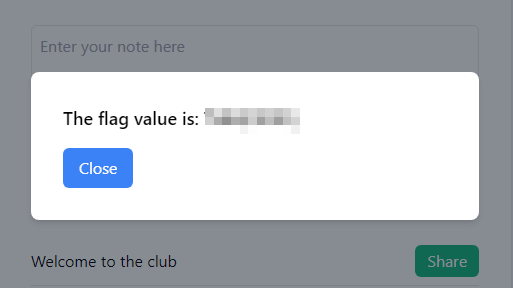 Enter your note here
The flag value is:
Close
Welcome to the club
Share